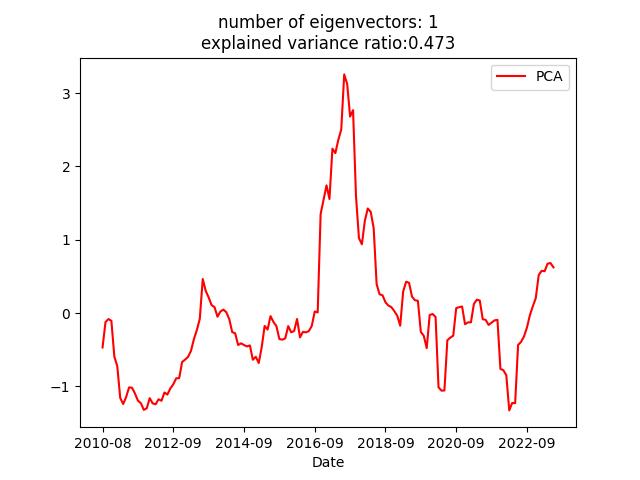 number of eigenvectors: 1
explained variance ratio:0.473
PCA
3
2
1
0
−1
2010-08 2012-09 2014-09 2016-09 2018-09 2020-09 2022-09
Date